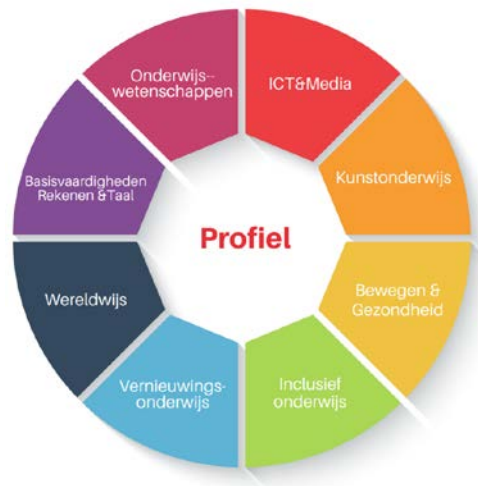 Onderwijs--
wetenschappen
ICT&Media
Kunstonderwijs
Bewegen &
Gezondheid
Inclusief
onderwijs
Vernieuwings-
onderwijs
Wereldwijs
Basisvaardigheden
Rekenen &Taal
Profiel